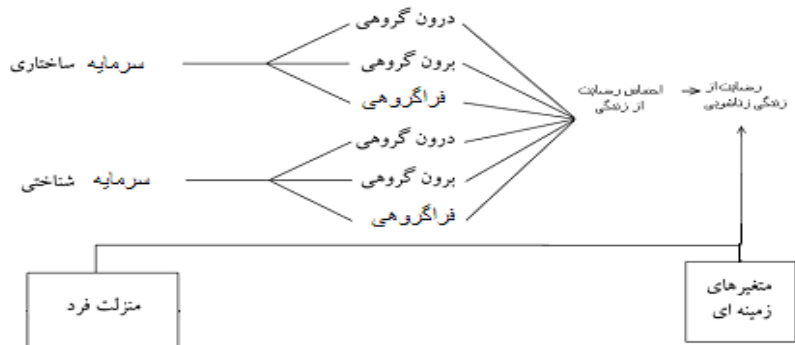 درون گروهی
برون گروهی
سرمایه ساختاری
فراگروهی
احساس رضایت
از زندگی
رضایت از
زندگی زناشویی
درون گروهی
برون گروهی
سرمایه شناختی
فراگروهی
متغیرهای
زمینه ای
منزلت فرد